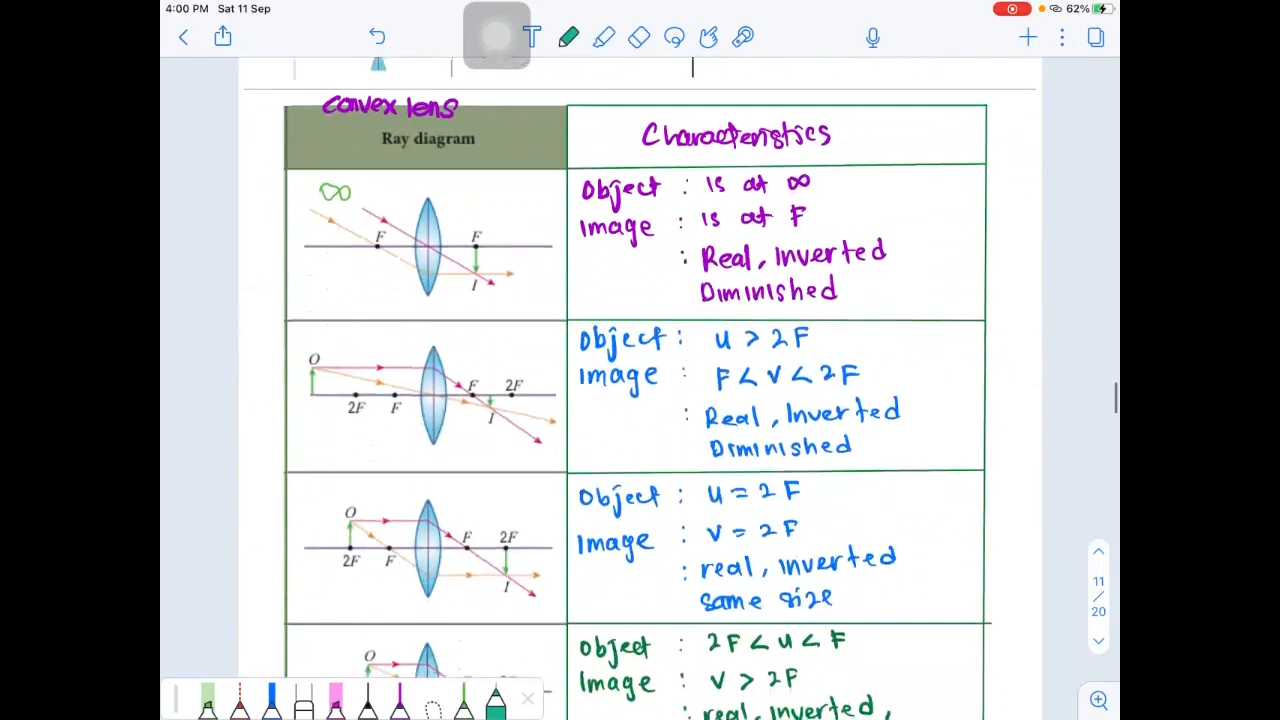 4:00 PM Sat 11 Sep
62%
T
Convex lens
Ray diagram
Characteristics
∞
F
F
I
Object : is at ∞
Image : is at F
: Real, Inverted
Diminished
O
2F
F
F
2F
I
Object : u > 2F
Image : F < v < 2F
: Real, Inverted
Diminished
O
2F
F
F
2F
I
Object : u = 2F
Image : v = 2F
: real, inverted
same size
O
Object : 2F < u < F
Image : v > 2F
: real, inverted,
11
/
20